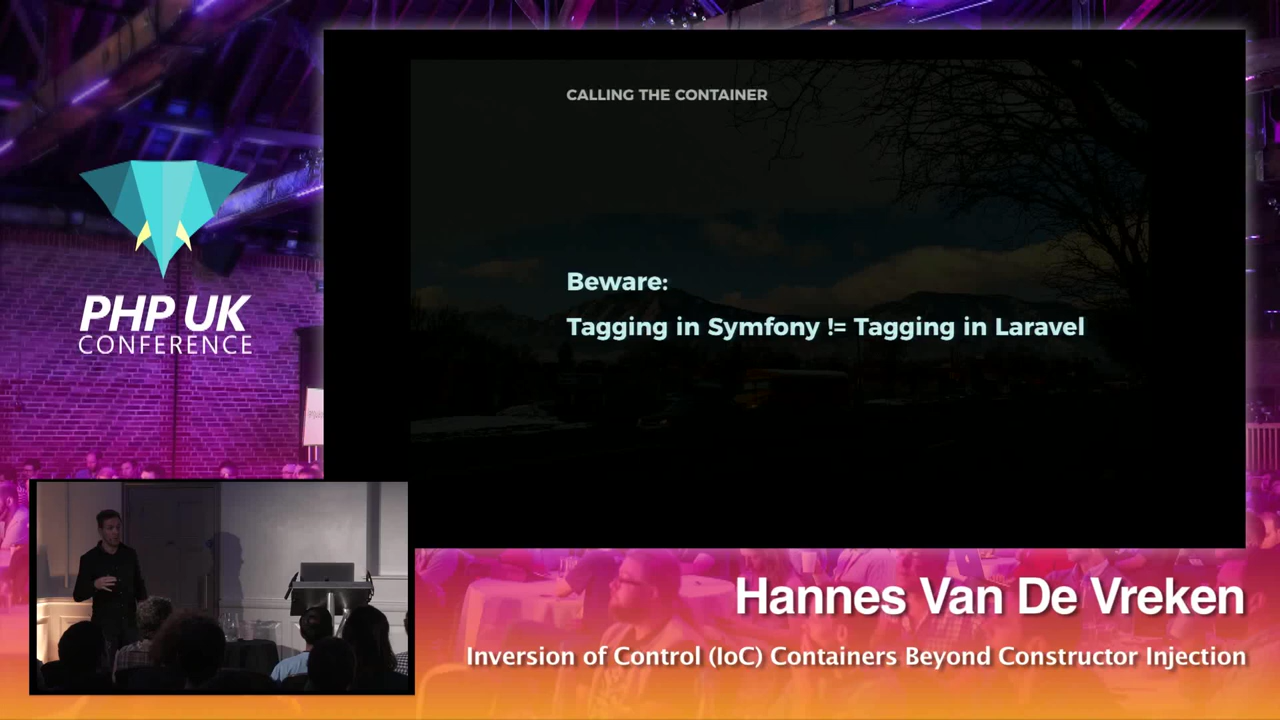 CALLING THE CONTAINER
Beware:
Tagging in Symfony != Tagging in Laravel
PHP UK
CONFERENCE
Hannes Van De Vreken
Inversion of Control (IoC) Containers Beyond Constructor Injection